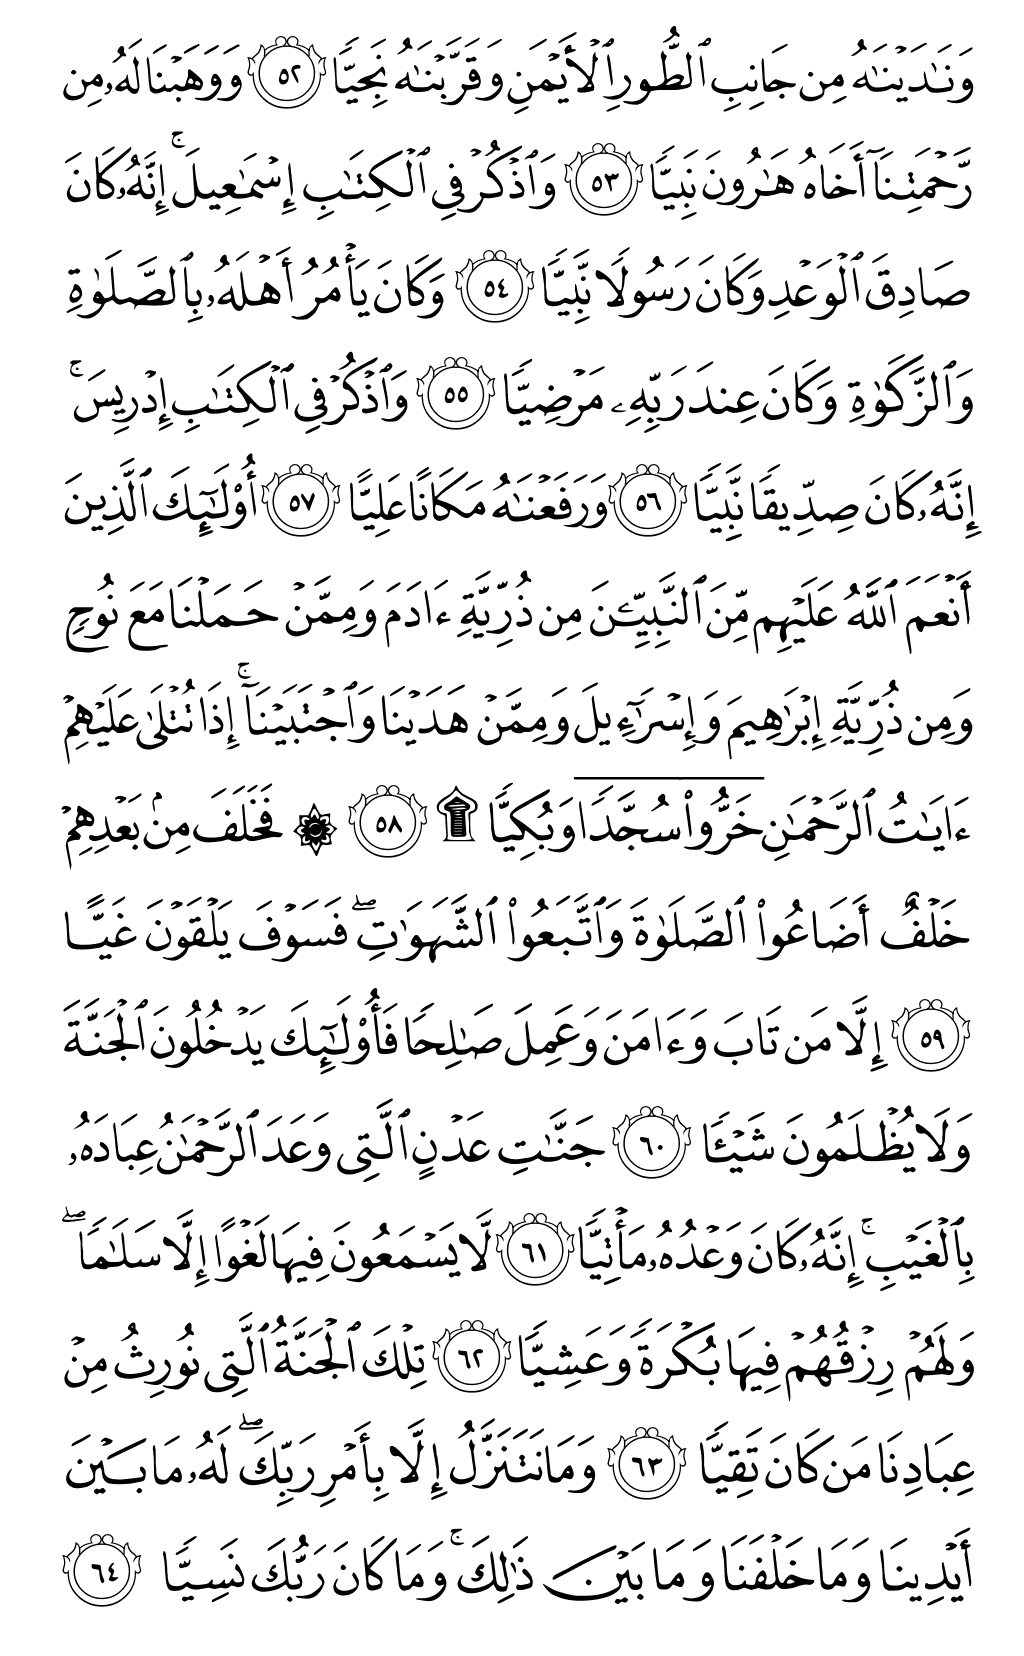 وَنَٰدَيْنَٰهُ مِن جَانِبِ ٱلطُّورِ ٱلْأَيْمَنِ وَقَرَّبْنَٰهُ نَجِيًّا ٥٢ وَوَهَبْنَا لَهُۥ مِن
رَّحْمَتِنَآ أَخَاهُ هَٰرُونَ نَبِيًّا ٥٣ وَٱذْكُرْ فِي ٱلْكِتَٰبِ إِسْمَٰعِيلَ ۚ إِنَّهُۥ كَانَ
صَادِقَ ٱلْوَعْدِ وَكَانَ رَسُولًا نَّبِيًّا ٥٤ وَكَانَ يَأْمُرُ أَهْلَهُۥ بِٱلصَّلَوٰةِ
وَٱلزَّكَوٰةِ وَكَانَ عِندَ رَبِّهِۦ مَرْضِيًّا ٥٥ وَٱذْكُرْ فِي ٱلْكِتَٰبِ إِدْرِيسَ ۚ
إِنَّهُۥ كَانَ صِدِّيقًا نَّبِيًّا ٥٦ وَرَفَعْنَٰهُ مَكَانًا عَلِيًّا ٥٧ أُو۟لَٰٓئِكَ ٱلَّذِينَ
أَنْعَمَ ٱللَّهُ عَلَيْهِم مِّنَ ٱلنَّبِيِّـۧنَ مِن ذُرِّيَّةِ ءَادَمَ وَمِمَّنْ حَمَلْنَا مَعَ نُوحٍ
وَمِن ذُرِّيَّةِ إِبْرَٰهِيمَ وَإِسْرَٰٓءِيلَ وَمِمَّنْ هَدَيْنَا وَٱجْتَبَيْنَآ ۚ إِذَا تُتْلَىٰ عَلَيْهِمْ
ءَايَٰتُ ٱلرَّحْمَٰنِ خَرُّوا۟ سُجَّدًا وَبُكِيًّا ۩ ٥٨ ۞ فَخَلَفَ مِنۢ بَعْدِهِمْ
خَلْفٌ أَضَاعُوا۟ ٱلصَّلَوٰةَ وَٱتَّبَعُوا۟ ٱلشَّهَوَٰتِ ۖ فَسَوْفَ يَلْقَوْنَ غَيًّا
٥٩ إِلَّا مَن تَابَ وَءَامَنَ وَعَمِلَ صَٰلِحًا فَأُو۟لَٰٓئِكَ يَدْخُلُونَ ٱلْجَنَّةَ
وَلَا يُظْلَمُونَ شَيْـًٔا ٦٠ جَنَّٰتِ عَدْنٍ ٱلَّتِي وَعَدَ ٱلرَّحْمَٰنُ عِبَادَهُۥ
بِٱلْغَيْبِ ۚ إِنَّهُۥ كَانَ وَعْدُهُۥ مَأْتِيًّا ٦١ لَّا يَسْمَعُونَ فِيهَا لَغْوًا إِلَّا سَلَٰمًا ۖ
وَلَهُمْ رِزْقُهُمْ فِيهَا بُكْرَةً وَعَشِيًّا ٦٢ تِلْكَ ٱلْجَنَّةُ ٱلَّتِي نُورِثُ مِنْ
عِبَادِنَا مَن كَانَ تَقِيًّا ٦٣ وَمَا نَتَنَزَّلُ إِلَّا بِأَمْرِ رَبِّكَ ۖ لَهُۥ مَا بَيْنَ
أَيْدِينَا وَمَا خَلْفَنَا وَمَا بَيْنَ ذَٰلِكَ ۚ وَمَا كَانَ رَبُّكَ نَسِيًّا ٦٤